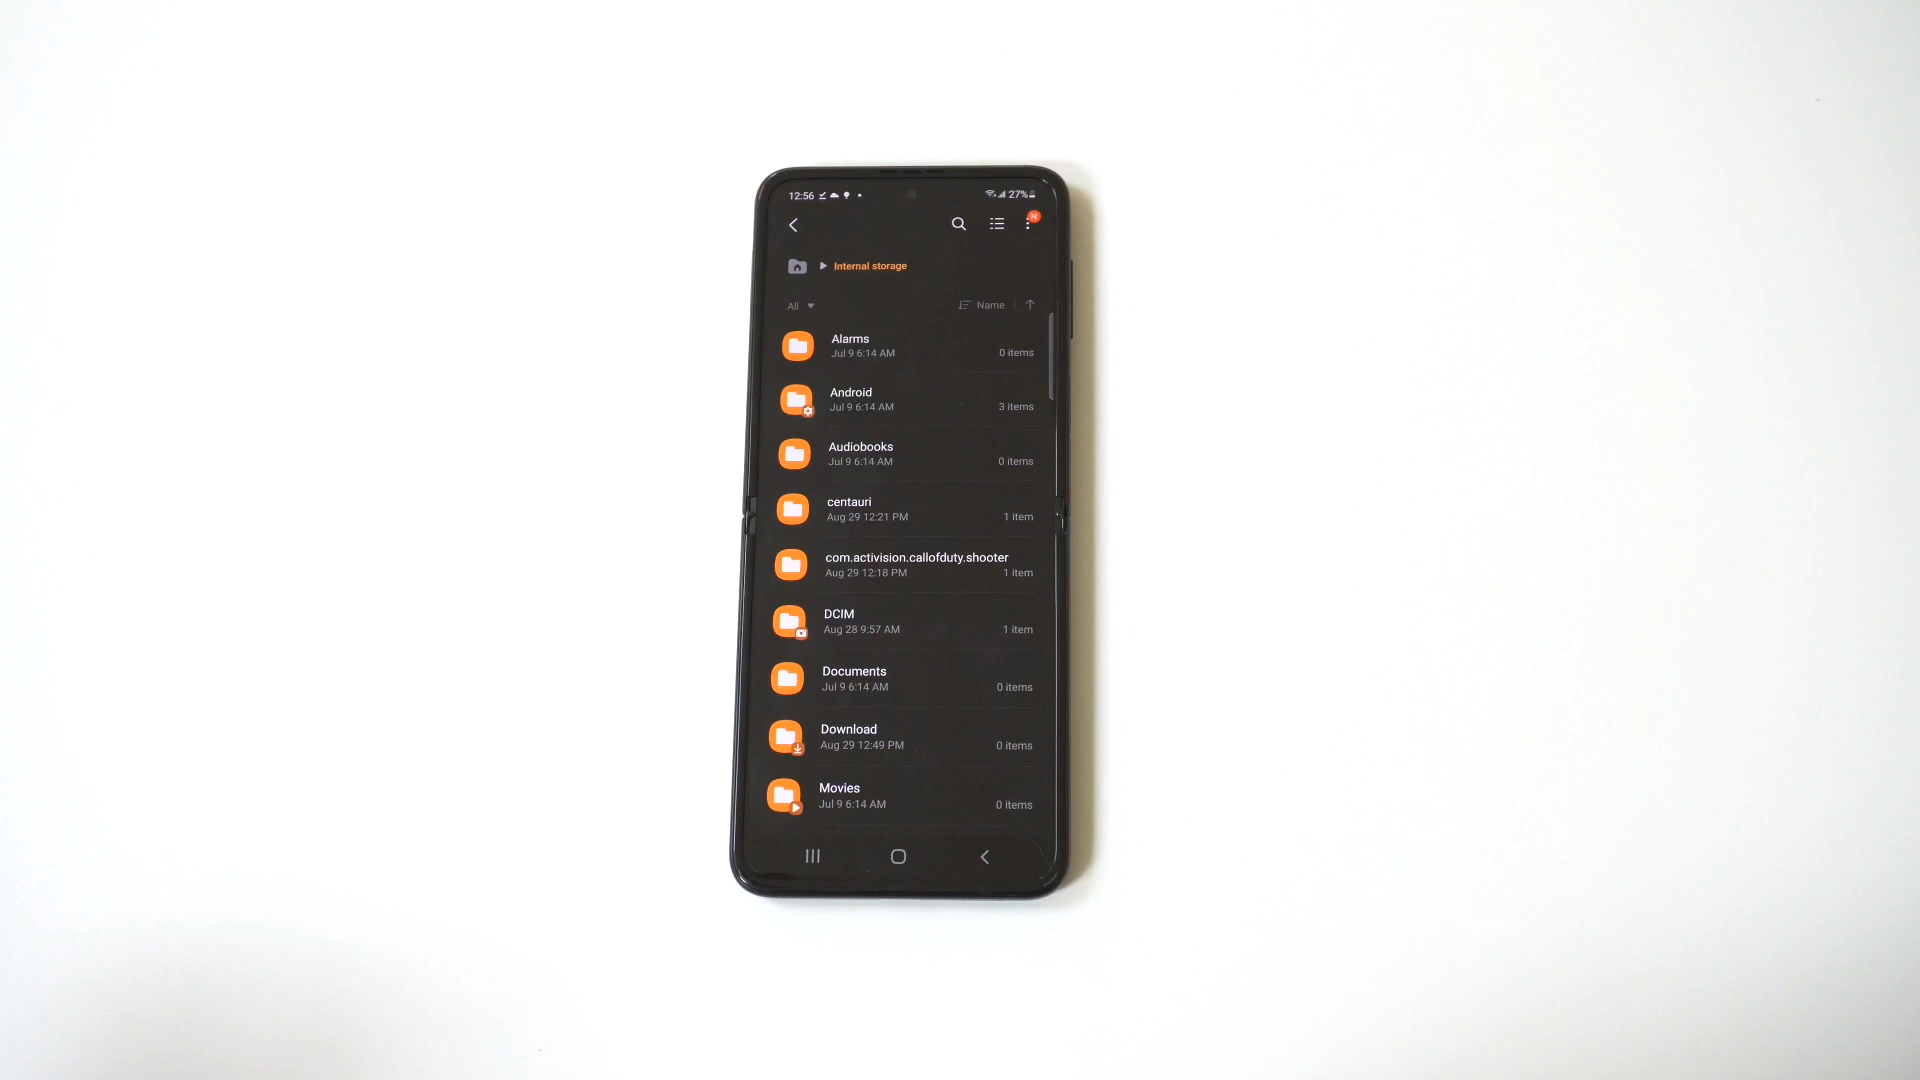 12:56 27%
N
Internal storage
All Name
Alarms
Jul 9 6:14 AM 0 items
Android
Jul 9 6:14 AM 3 items
Audiobooks
Jul 9 6:14 AM 0 items
centauri
Aug 29 12:21 PM 1 item
com.activision.callofduty.shooter
Aug 29 12:18 PM 1 item
DCIM
Aug 28 9:57 AM 1 item
Documents
Jul 9 6:14 AM 0 items
Download
Aug 29 12:49 PM 0 items
Movies
Jul 9 6:14 AM 0 items